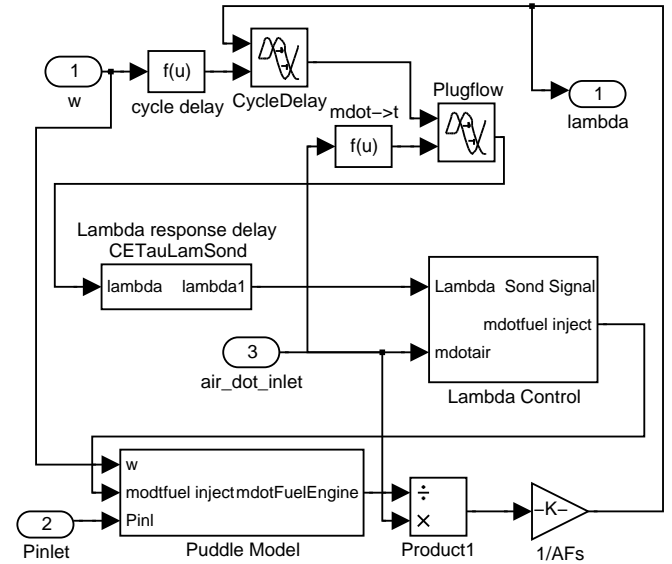 1
w
f(u)
cycle delay
CycleDelay
Plugflow
1
lambda
mdot−>t
f(u)
Lambda response delay
CETauLamSond
lambda lambda1
Lambda Sond Signal
mdotfuel inject
mdotair
Lambda Control
3
air_dot_inlet
w
modtfuel inject mdotFuelEngine
PinI
Puddle Model
2
Pinlet
÷
×
Product1
−K−
1/AFs